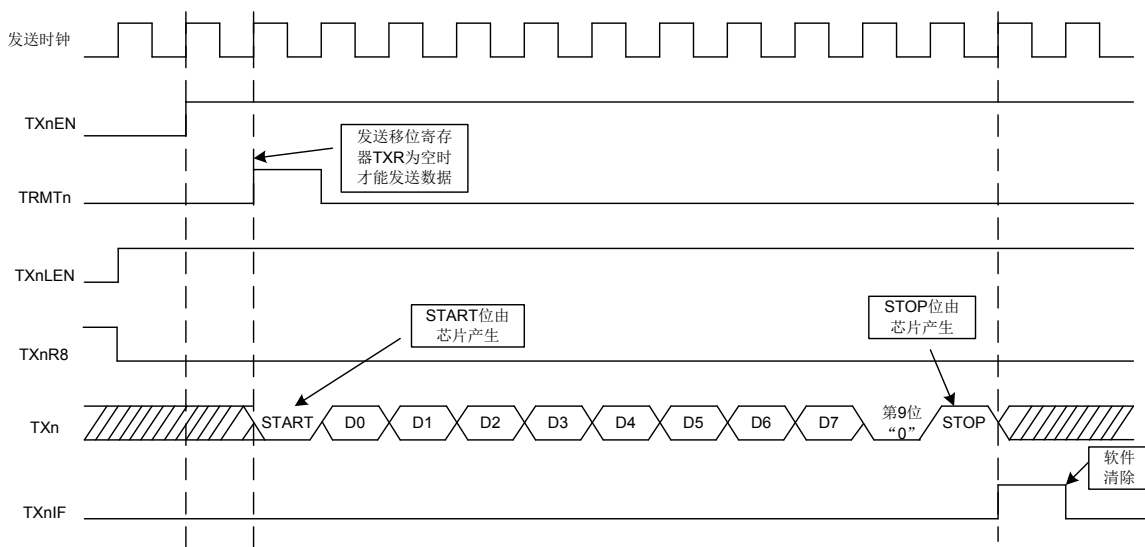 发送时钟
TXnEN
发送移位寄存
器TXR为空时
才能发送数据
TRMTn
TXnLEN
START位由
芯片产生
STOP位由
芯片产生
TXnR8
TXn
START
D0
D1
D2
D3
D4
D5
D6
D7
第9位
“0”
STOP
软件
清除
TXnIF